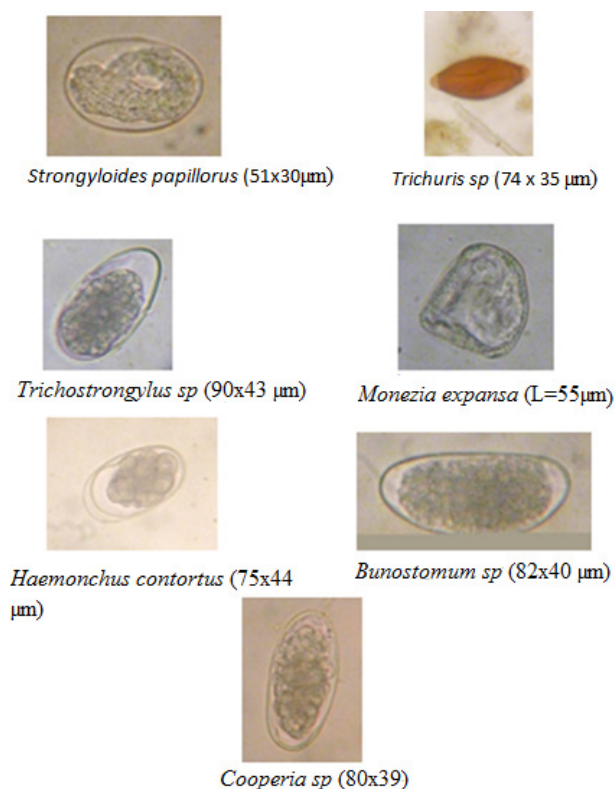 Strongyloides papillorus (51x30μm)
Trichuris sp (74 x 35 μm)
Trichostrongylus sp (90x43 μm)
Monezia expansa (L=55μm)
Haemonchus contortus (75x44
μm)
Bunostomum sp (82x40 μm)
Cooperia sp (80x39)